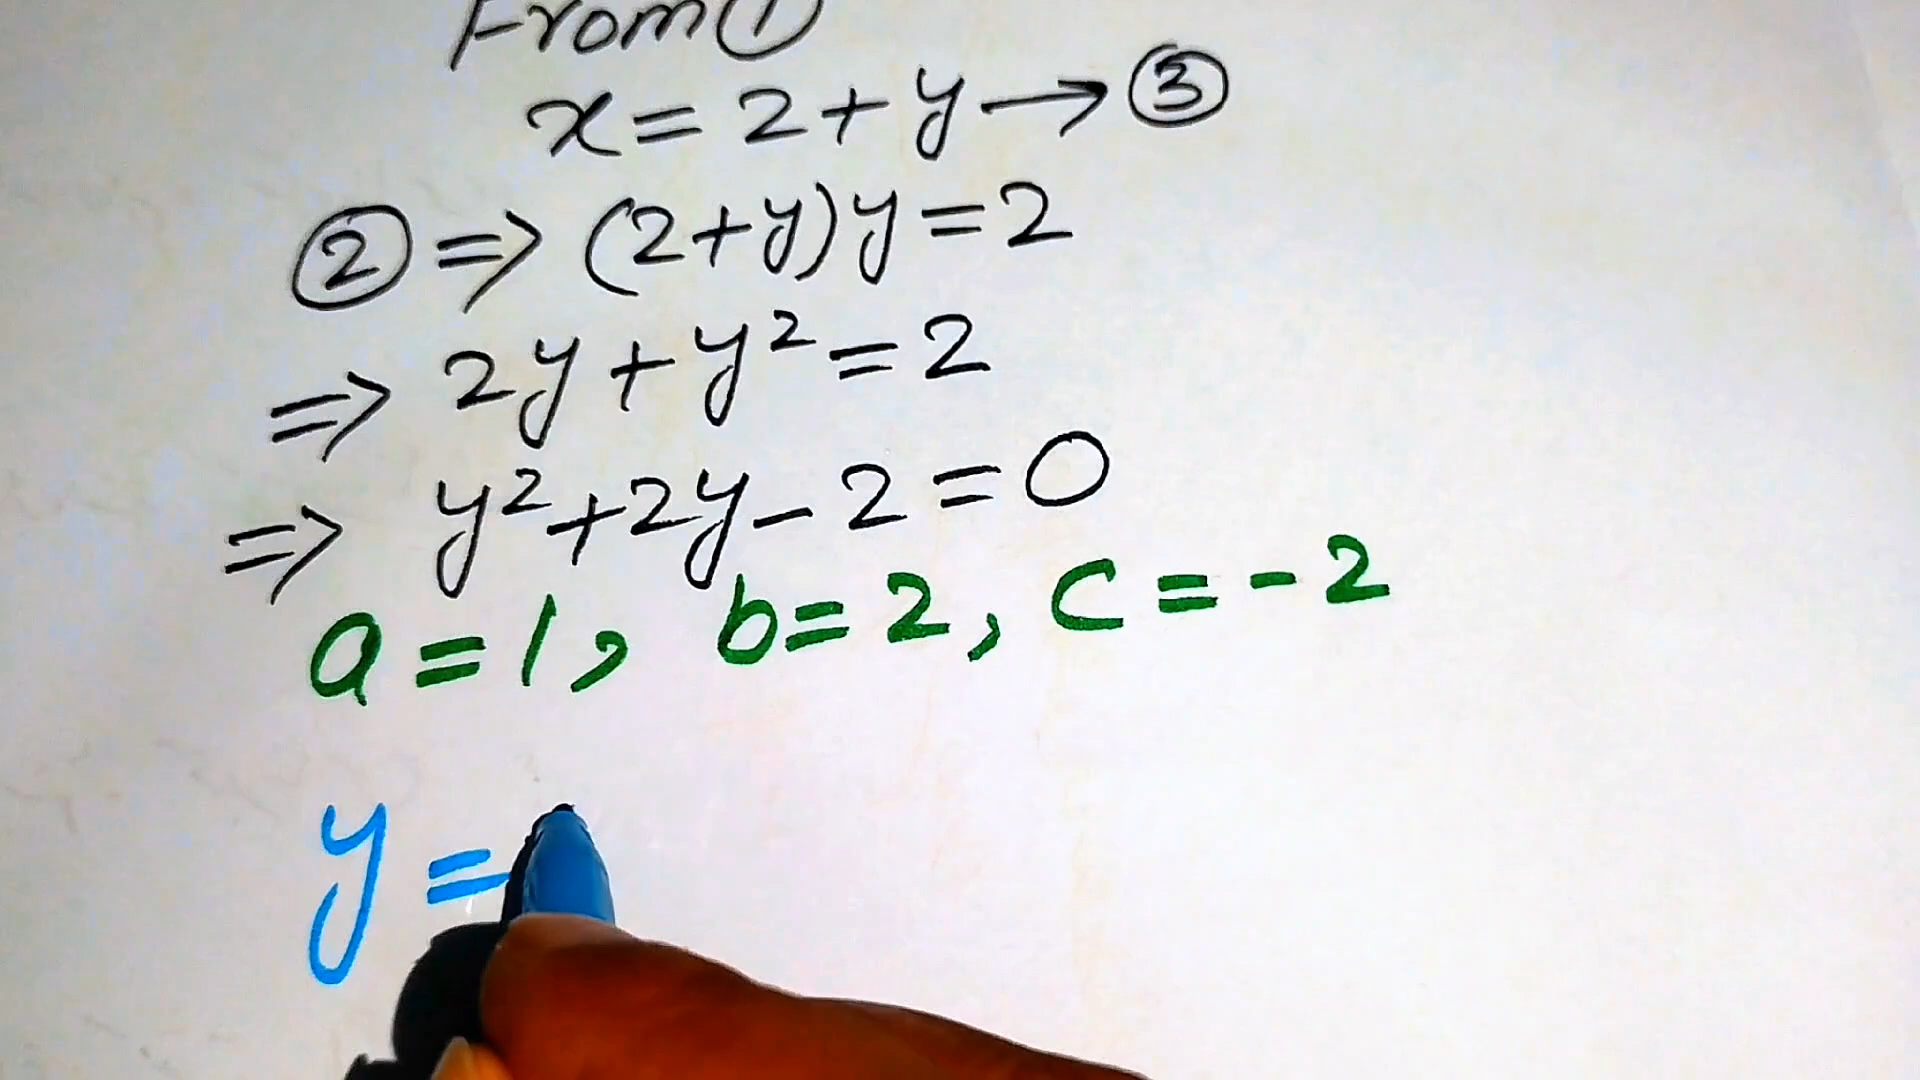 From ①
x = 2 + y → ③
② ⇒ (2+y)y = 2
⇒ 2y + y² = 2
⇒ y² + 2y - 2 = 0
a = 1, b = 2, c = -2
y =